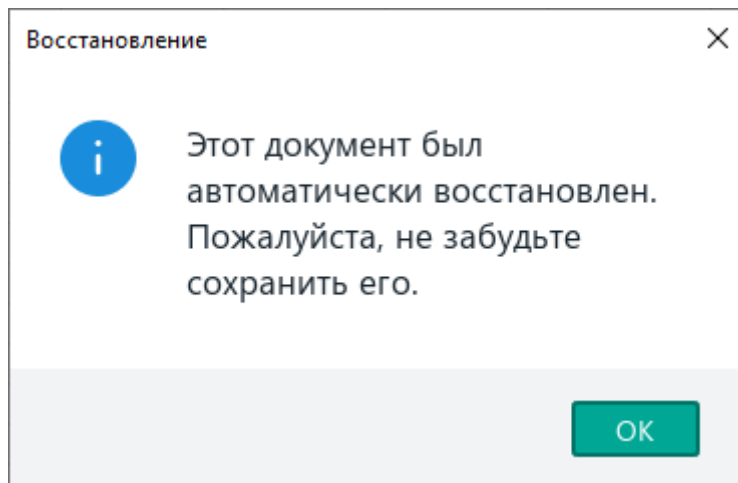 Восстановление
Этот документ был
автоматически восстановлен.
Пожалуйста, не забудьте
сохранить его.
OK